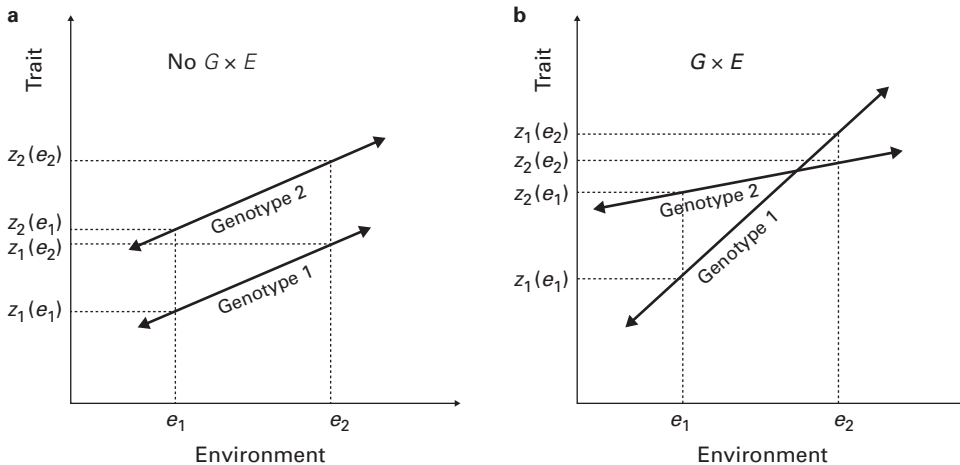 a
No G × E
Trait
z₂(e₂)
z₂(e₁)
z₁(e₂)
z₁(e₁)
Genotype 2
Genotype 1
e₁
e₂
Environment
b
G × E
Trait
z₁(e₂)
z₂(e₂)
z₂(e₁)
z₁(e₁)
Genotype 2
Genotype 1
e₁
e₂
Environment